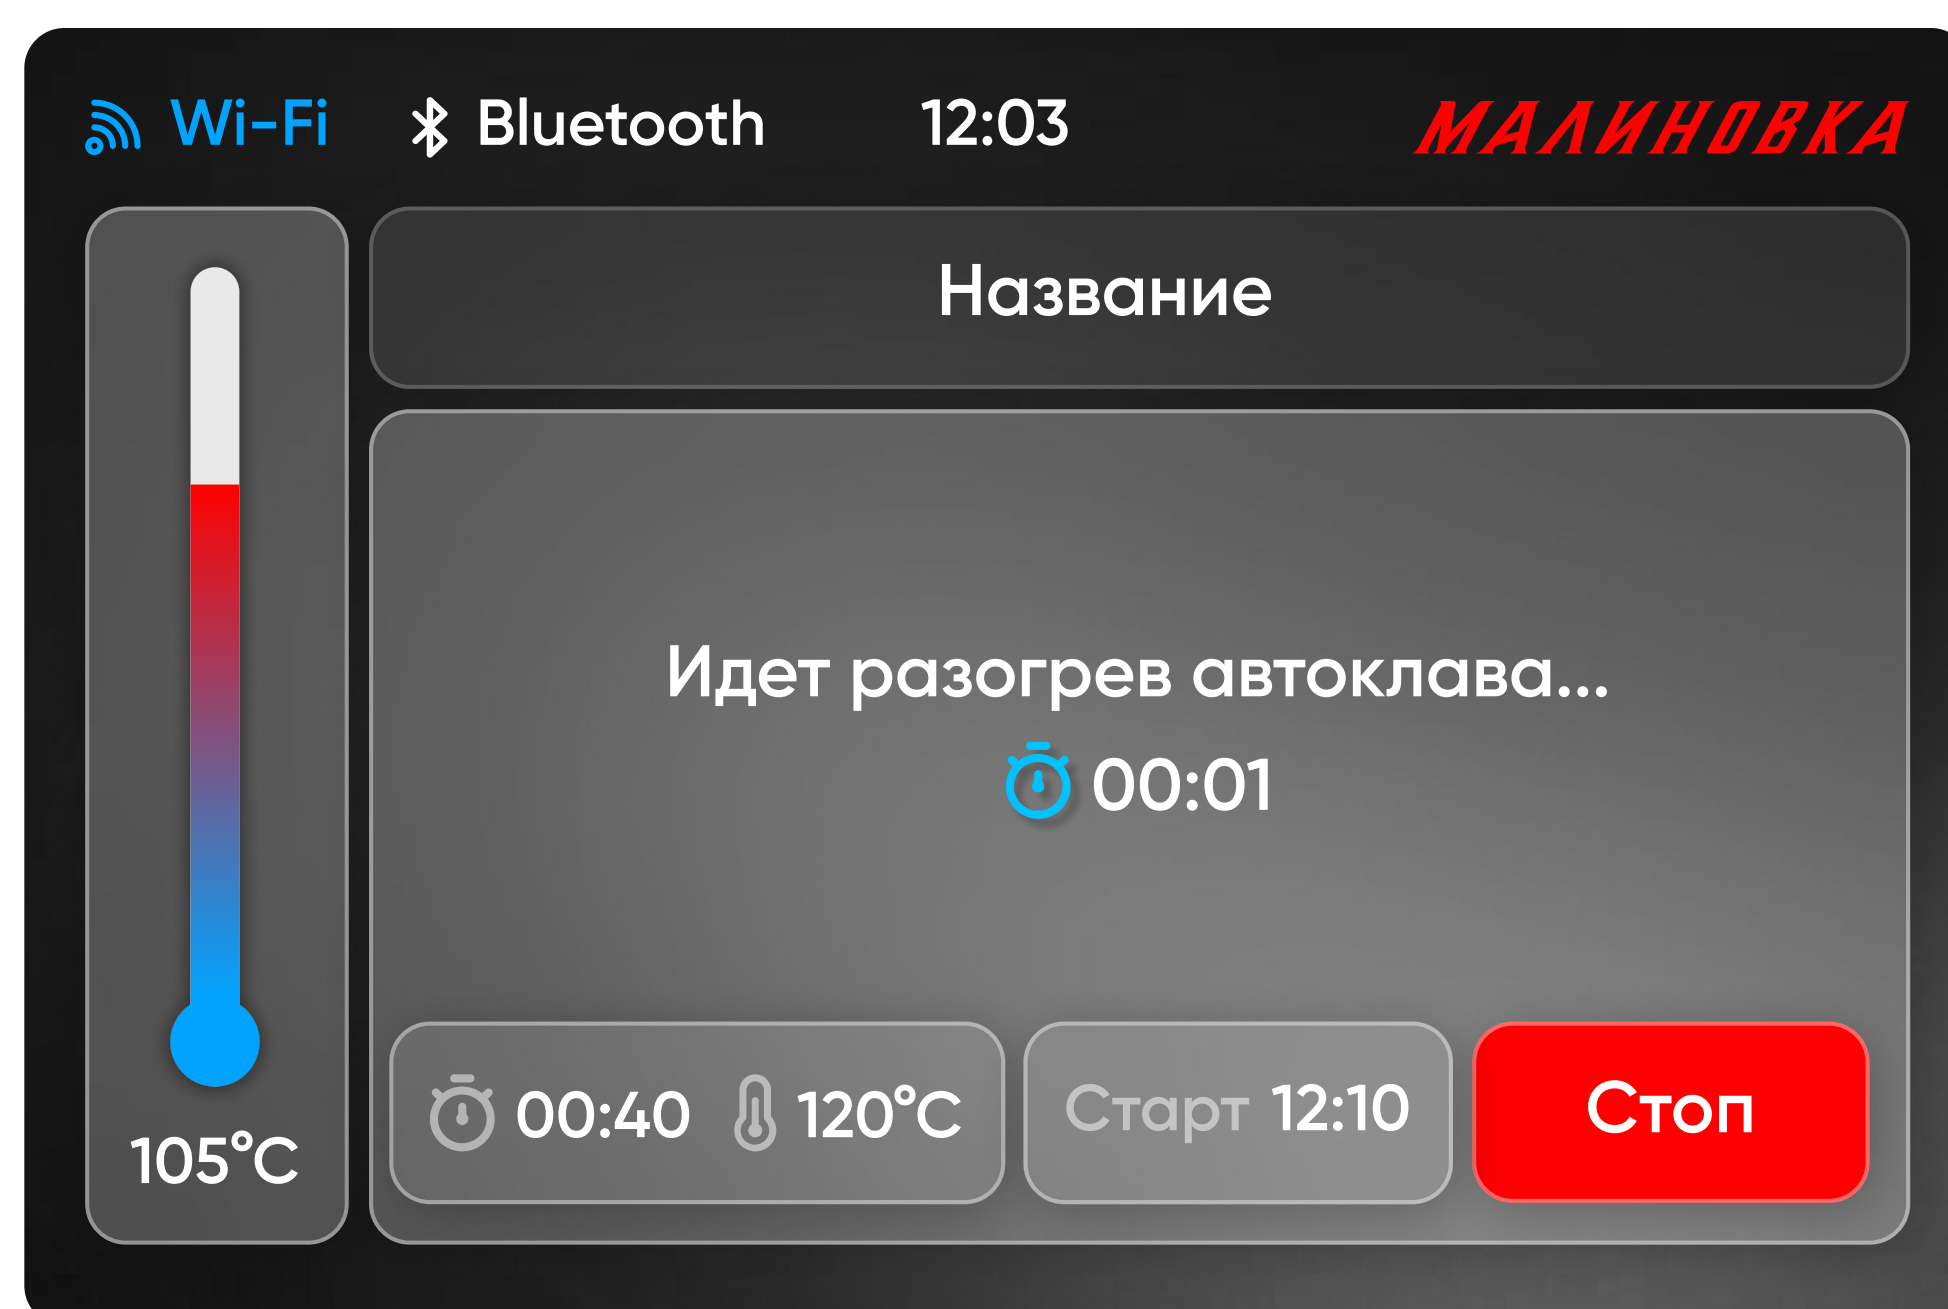 Wi-Fi Bluetooth 12:03 МАЛИНОВКА
Название
Идет разогрев автоклава...
00:01
105°C
00:40 120°C Старт 12:10 Стоп